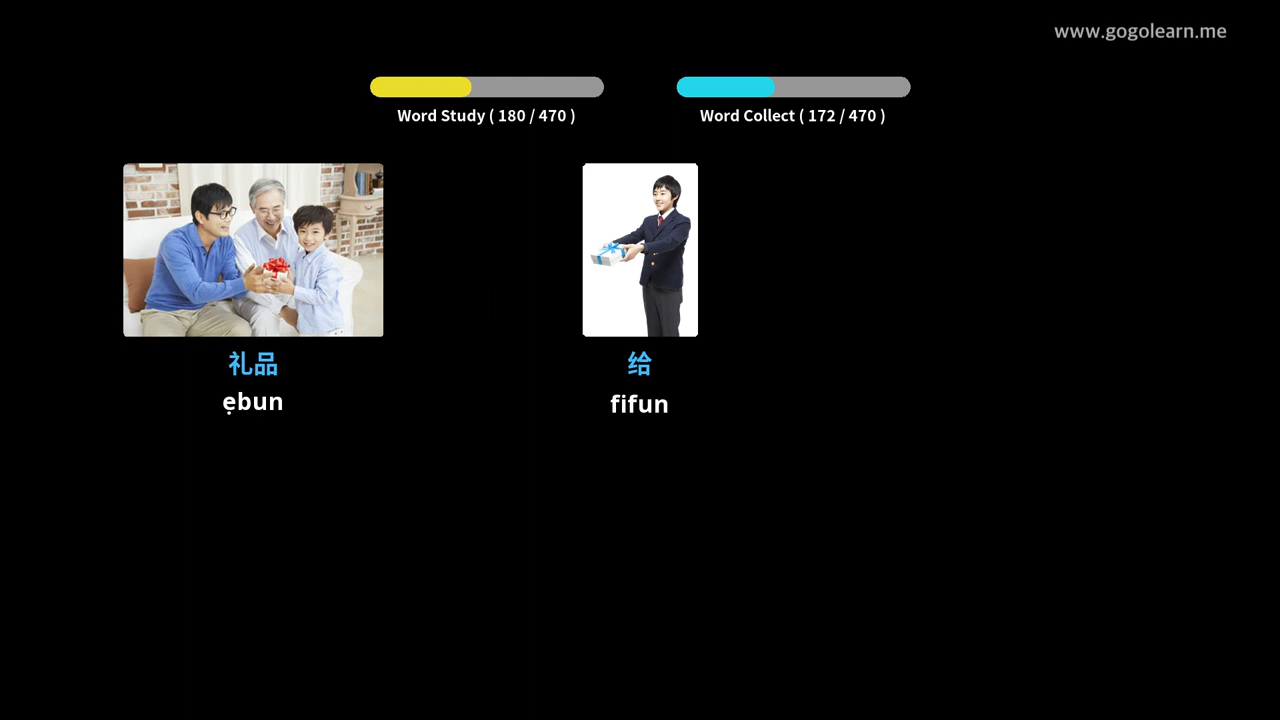 www.gogolearn.me
Word Study ( 180 / 470 )
Word Collect ( 172 / 470 )
礼品
ẹbun
给
fifun